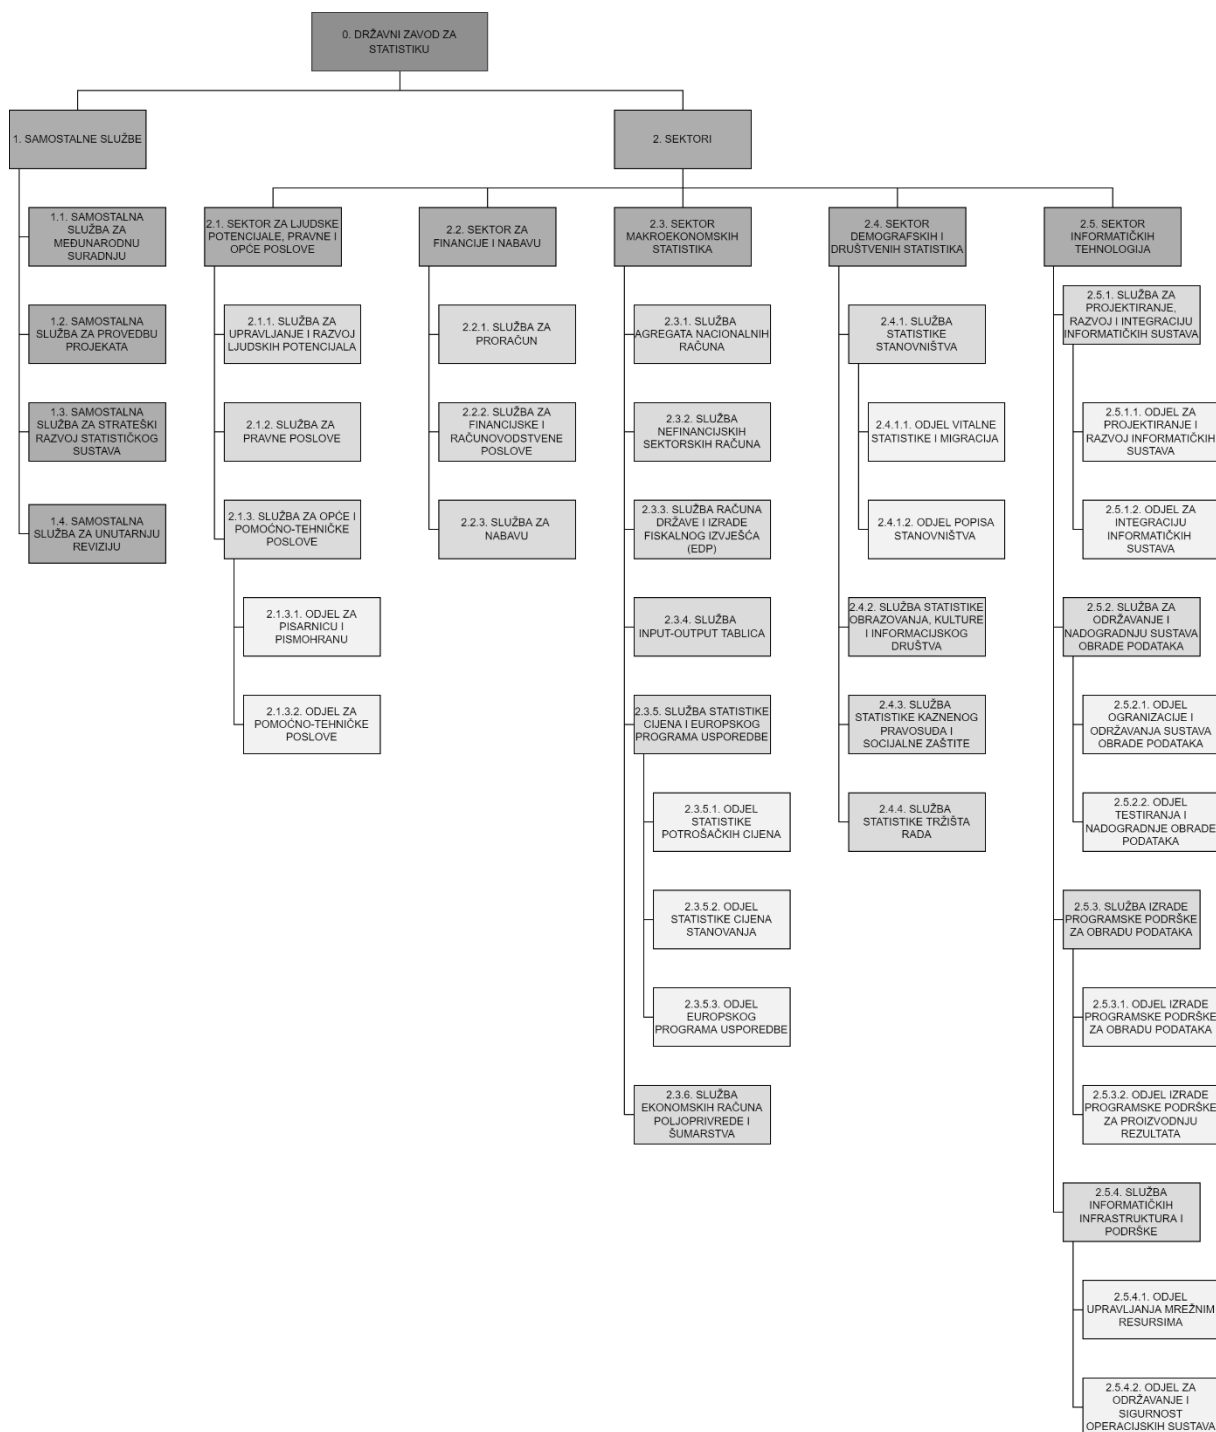 0. DRŽAVNI ZAVOD ZA
STATISTIKU
1. SAMOSTALNE SLUŽBE
2. SEKTORI
1.1. SAMOSTALNA
SLUŽBA ZA
MEĐUNARODNU
SURADNJU
1.2. SAMOSTALNA
SLUŽBA ZA PROVEDBU
PROJEKATA
1.3. SAMOSTALNA
SLUŽBA ZA STRATEŠKI
RAZVOJ STATISTIČKOG
SUSTAVA
1.4. SAMOSTALNA
SLUŽBA ZA UNUTARNJU
REVIZIJU
2.1. SEKTOR ZA LJUDSKE
POTENCIJALE, PRAVNE I
OPĆE POSLOVE
2.1.1. SLUŽBA ZA
UPRAVLJANJE I RAZVOJ
LJUDSKIH POTENCIJALA
2.1.2. SLUŽBA ZA
PRAVNE POSLOVE
2.1.3. SLUŽBA ZA OPĆE I
POMOĆNO-TEHNIČKE
POSLOVE
2.1.3.1. ODJEL ZA
PISARNICU I
PISMOHRANU
2.1.3.2. ODJEL ZA
POMOĆNO-TEHNIČKE
POSLOVE
2.2. SEKTOR ZA
FINANCIJE I NABAVU
2.2.1. SLUŽBA ZA
PRORAČUN
2.2.2. SLUŽBA ZA
FINANCIJSKE I
RAČUNOVODSTVENE
POSLOVE
2.2.3. SLUŽBA ZA
NABAVU
2.3. SEKTOR
MAKROEKONOMSKIH
STATISTIKA
2.3.1. SLUŽBA
AGREGATA NACIONALNIH
RAČUNA
2.3.2. SLUŽBA
NEFINANCIJSKIH
SEKTORSKIH RAČUNA
2.3.3. SLUŽBA RAČUNA
DRŽAVE I IZRADE
FISKALNOG IZVJEŠĆA
(EDP)
2.3.4. SLUŽBA
INPUT-OUTPUT TABLICA
2.3.5. SLUŽBA STATISTIKE
CIJENA I EUROPSKOG
PROGRAMA USPOREDBE
2.3.5.1. ODJEL
STATISTIKE
POTROŠAČKIH CIJENA
2.3.5.2. ODJEL
STATISTIKE CIJENA
STANOVANJA
2.3.5.3. ODJEL
EUROPSKOG
PROGRAMA USPOREDBE
2.3.6. SLUŽBA
EKONOMSKIH RAČUNA
POLJOPRIVREDE I
ŠUMARSTVA
2.4. SEKTOR
DEMOGRAFSKIH I
DRUŠTVENIH STATISTIKA
2.4.1. SLUŽBA
STATISTIKE
STANOVNIŠTVA
2.4.1.1. ODJEL VITALNE
STATISTIKE I MIGRACIJA
2.4.1.2. ODJEL POPISA
STANOVNIŠTVA
2.4.2. SLUŽBA STATISTIKE
OBRAZOVANJA, KULTURE
I INFORMACIJSKOG
DRUŠTVA
2.4.3. SLUŽBA
STATISTIKE KAZNENOG
PRAVOSUĐA I
SOCIJALNE ZAŠTITE
2.4.4. SLUŽBA
STATISTIKE TRŽIŠTA
RADA
2.5. SEKTOR
INFORMATIČKIH
TEHNOLOGIJA
2.5.1. SLUŽBA ZA
PROJEKTIRANJE,
RAZVOJ I INTEGRACIJU
INFORMATIČKIH SUSTAVA
2.5.1.1. ODJEL ZA
PROJEKTIRANJE I
RAZVOJ INFORMATIČKIH
SUSTAVA
2.5.1.2. ODJEL ZA
INTEGRACIJU
INFORMATIČKIH
SUSTAVA
2.5.2. SLUŽBA ZA
ODRŽAVANJE I
NADOGRADNJU SUSTAVA
OBRADE PODATAKA
2.5.2.1. ODJEL
OGRANIZACIJE I
ODRŽAVANJA SUSTAVA
OBRADE PODATAKA
2.5.2.2. ODJEL
TESTIRANJA I
NADOGRADNJE OBRADE
PODATAKA
2.5.3. SLUŽBA IZRADE
PROGRAMSKE PODRŠKE
ZA OBRADU PODATAKA
2.5.3.1. ODJEL IZRADE
PROGRAMSKE PODRŠKE
ZA OBRADU PODATAKA
2.5.3.2. ODJEL IZRADE
PROGRAMSKE PODRŠKE
ZA PROIZVODNJU
REZULTATA
2.5.4. SLUŽBA
INFORMATIČKIH
INFRASTRUKTURA I
PODRŠKE
2.5.4.1. ODJEL
UPRAVLJANJA MREŽNIM
RESURSIMA
2.5.4.2. ODJEL ZA
ODRŽAVANJE I
SIGURNOST
OPERACIJSKIH SUSTAVA